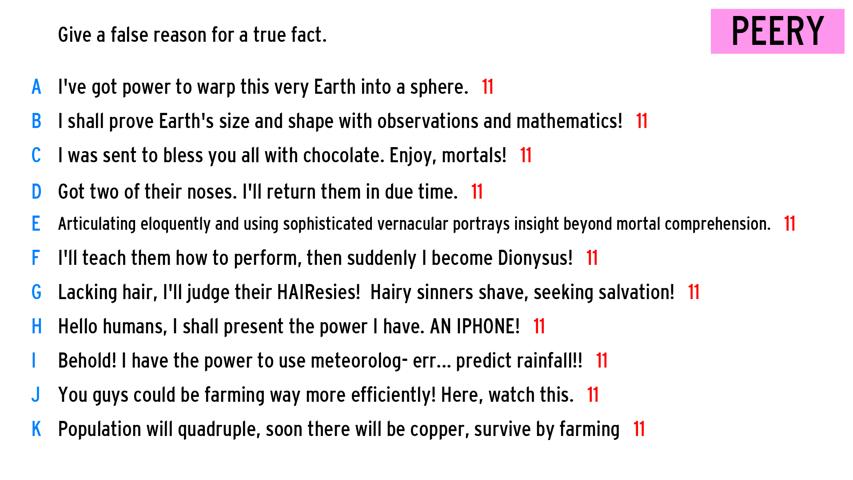 Give a false reason for a true fact.
PEERY
A I've got power to warp this very Earth into a sphere. 11
B I shall prove Earth's size and shape with observations and mathematics! 11
C I was sent to bless you all with chocolate. Enjoy, mortals! 11
D Got two of their noses. I'll return them in due time. 11
E Articulating eloquently and using sophisticated vernacular portrays insight beyond mortal comprehension. 11
F I'll teach them how to perform, then suddenly I become Dionysus! 11
G Lacking hair, I'll judge their HAIResies! Hairy sinners shave, seeking salvation! 11
H Hello humans, I shall present the power I have. AN IPHONE! 11
I Behold! I have the power to use meteorolog- err... predict rainfall!! 11
J You guys could be farming way more efficiently! Here, watch this. 11
K Population will quadruple, soon there will be copper, survive by farming 11